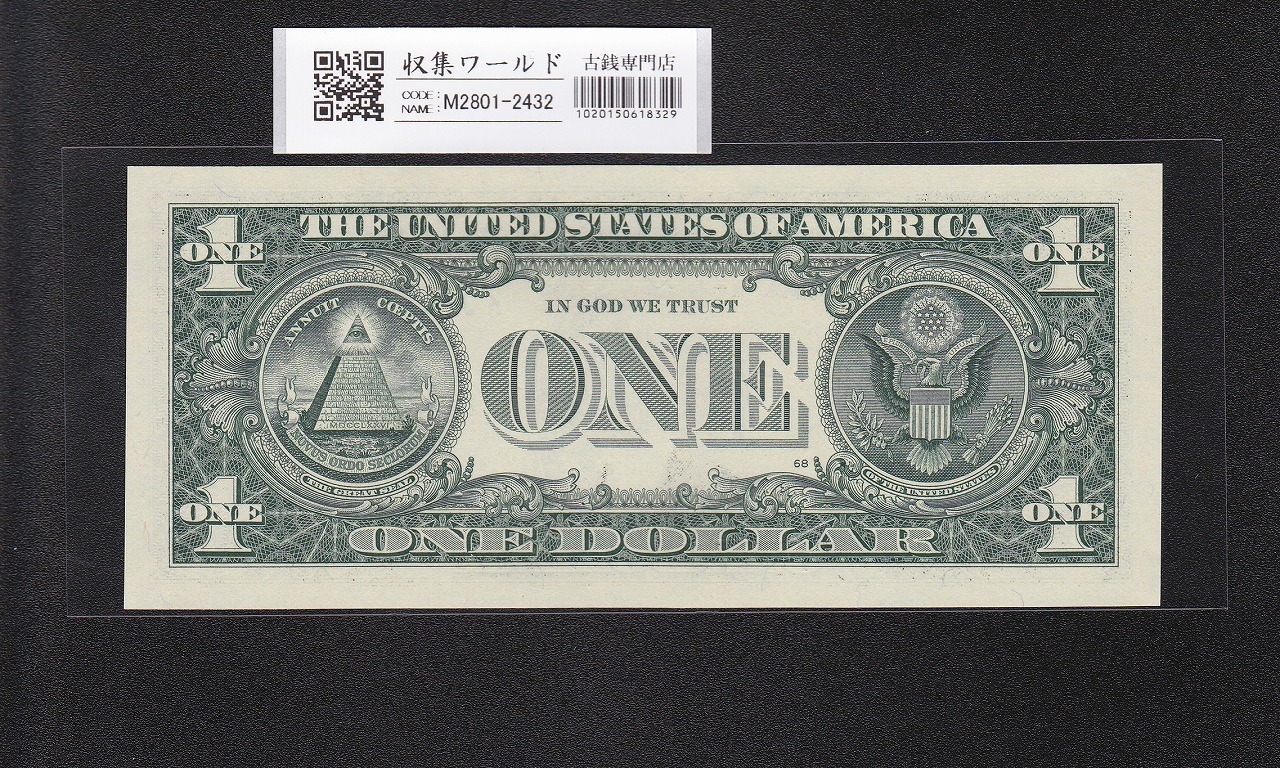 収集ワールド 古銭専門店
CODE:
NAME: M2801-2432
1020150618329
THE UNITED STATES OF AMERICA
1 ONE
1 ONE
IN GOD WE TRUST
ANNUIT CŒPTIS
ONE
MDCCLXXVI
NOVUS ORDO SECLORUM
68
THE GREAT SEAL
OF THE UNITED STATES
1 ONE
1 ONE
ONE DOLLAR